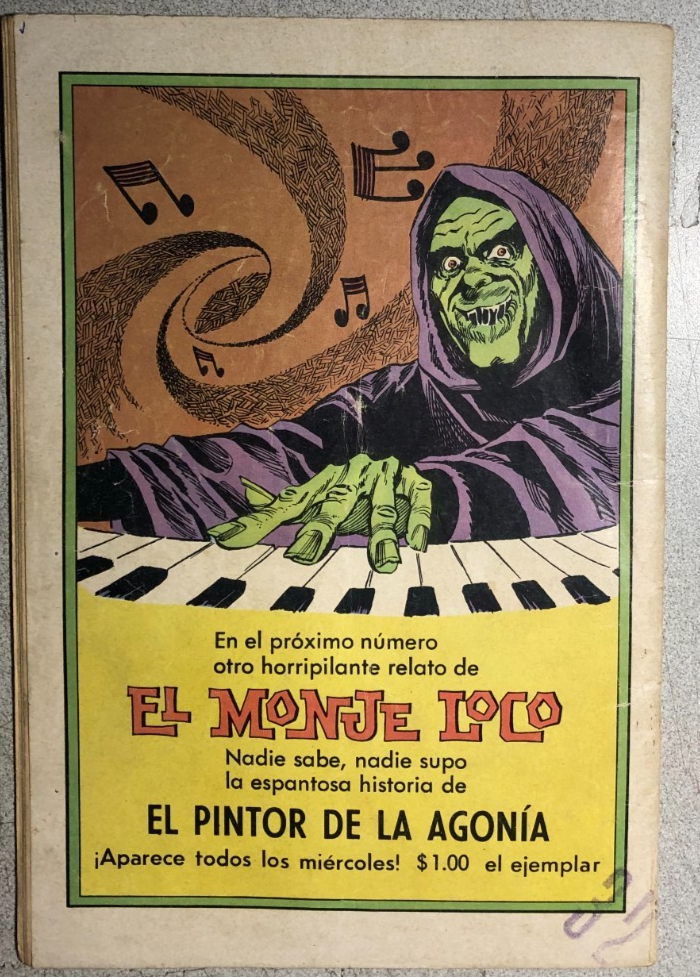 En el próximo número
otro horripilante relato de
EL MONJE LOCO
Nadie sabe, nadie supo
la espantosa historia de
EL PINTOR DE LA AGONÍA
¡Aparece todos los miércoles! $1.00 el ejemplar